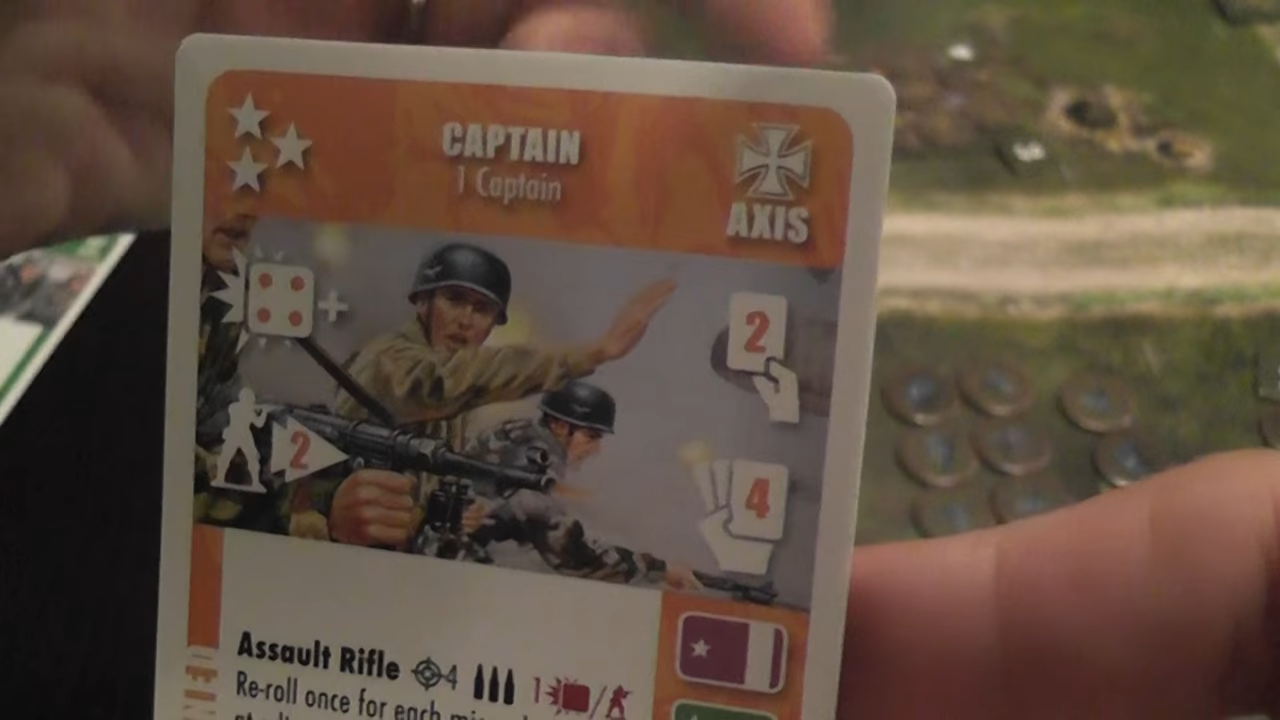 CAPTAIN
1 Captain
AXIS
2
2
4
Assault Rifle 4 1 /
Re-roll once for each